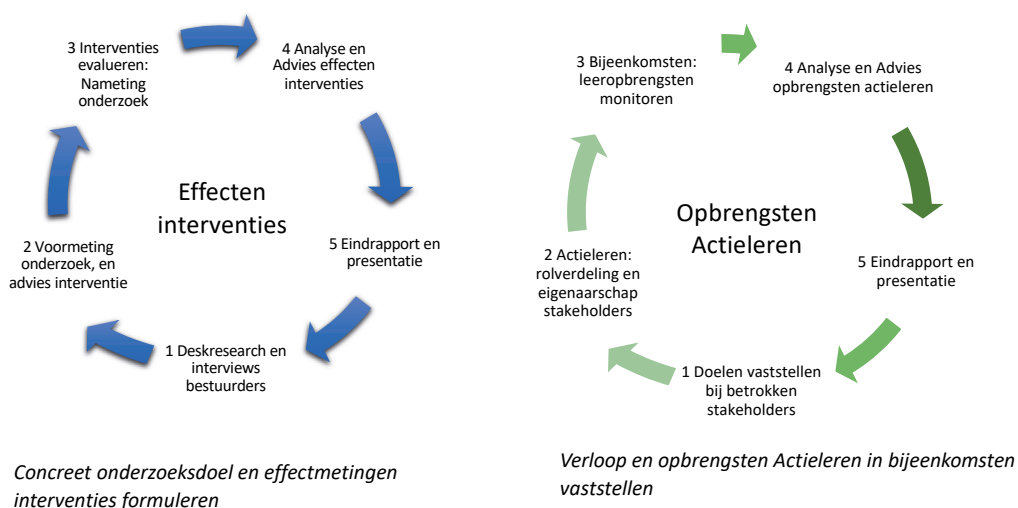 3 Interventies
evalueren:
Nameting
onderzoek
4 Analyse en
Advies effecten
interventies
Effecten
interventies
2 Voormeting
onderzoek, en
advies interventie
5 Eindrapport en
presentatie
1 Deskresearch en
interviews
bestuurders
Concreet onderzoeksdoel en effectmetingen
interventies formuleren
3 Bijeenkomsten:
leeropbrengsten
monitoren
4 Analyse en Advies
opbrengsten actieleren
Opbrengsten
Actieleren
2 Actieleren:
rolverdeling en
eigenaarschap
stakeholders
5 Eindrapport en
presentatie
1 Doelen vaststellen
bij betrokken
stakeholders
Verloop en opbrengsten Actieleren in bijeenkomsten
vaststellen